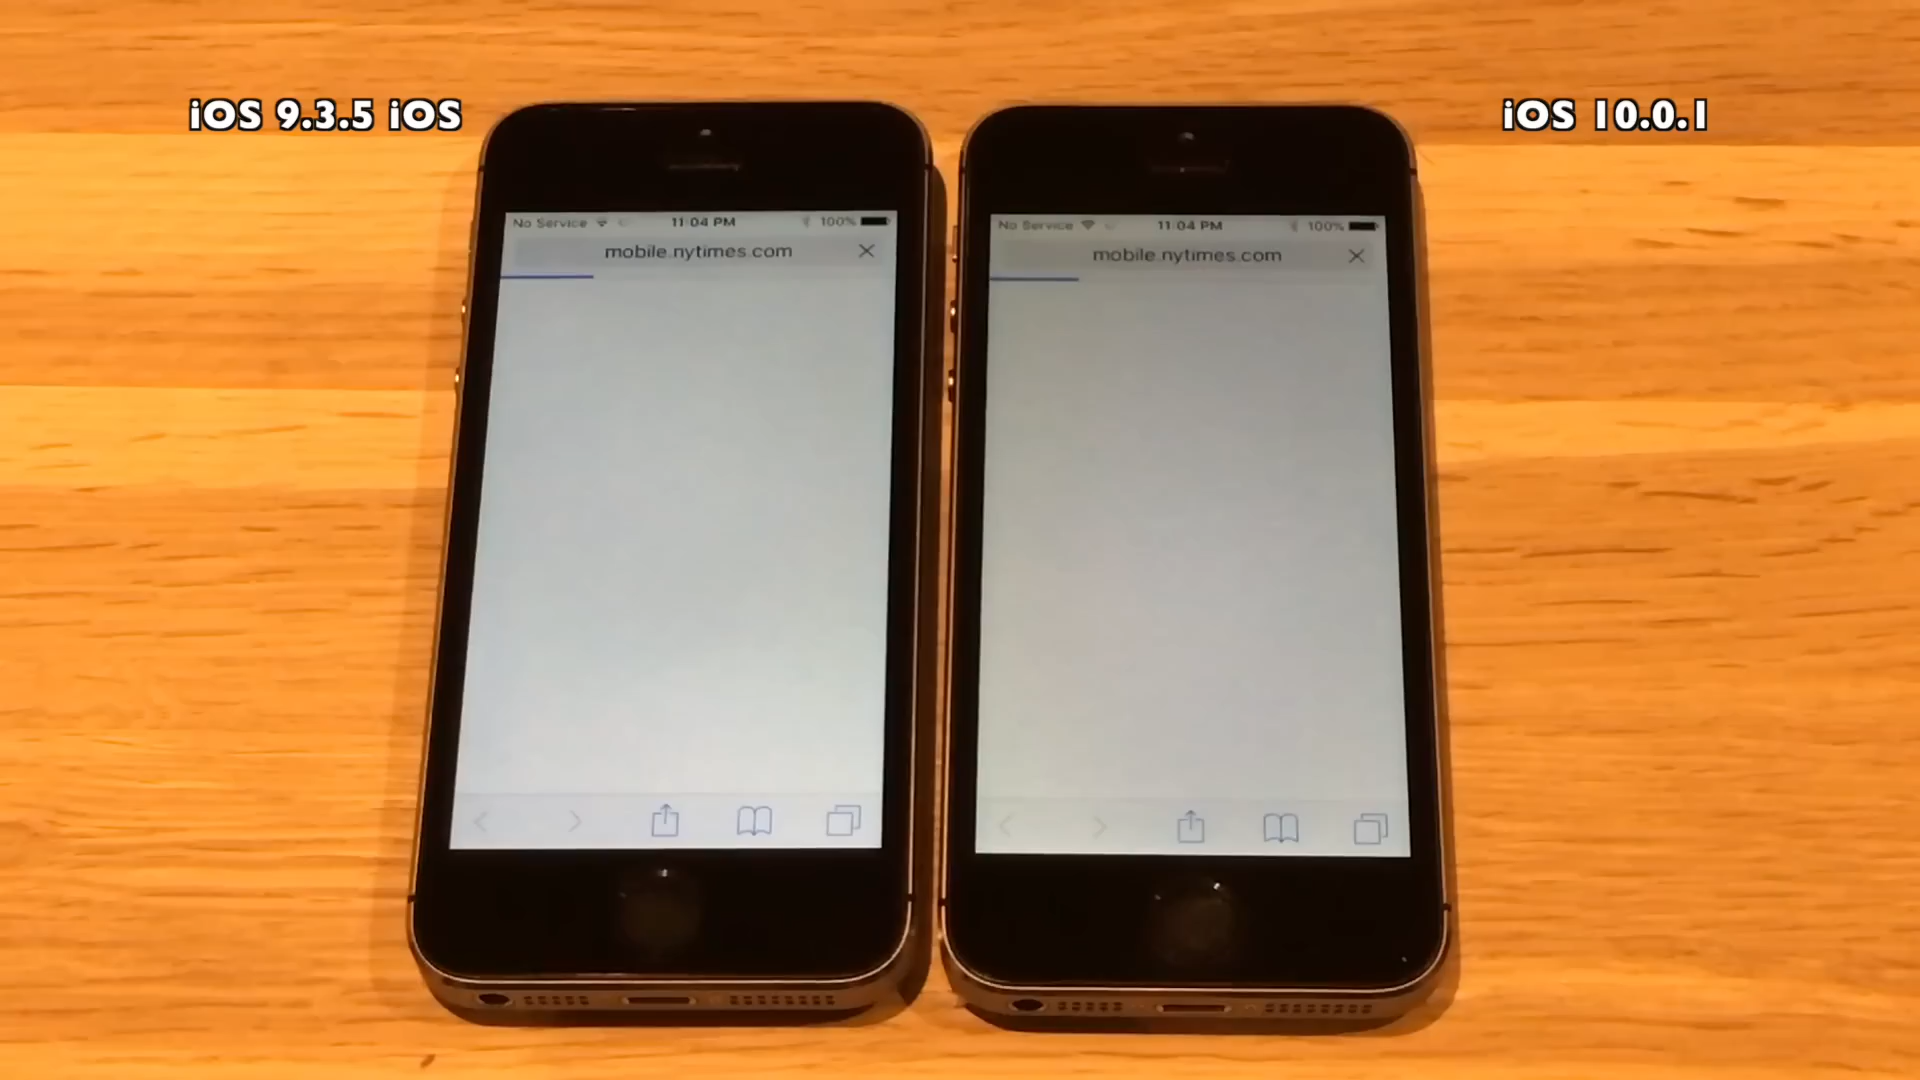 iOS 9.3.5 iOS
iOS 10.0.1
No Service 11:04 PM 100%
mobile.nytimes.com
No Service 11:04 PM 100%
mobile.nytimes.com